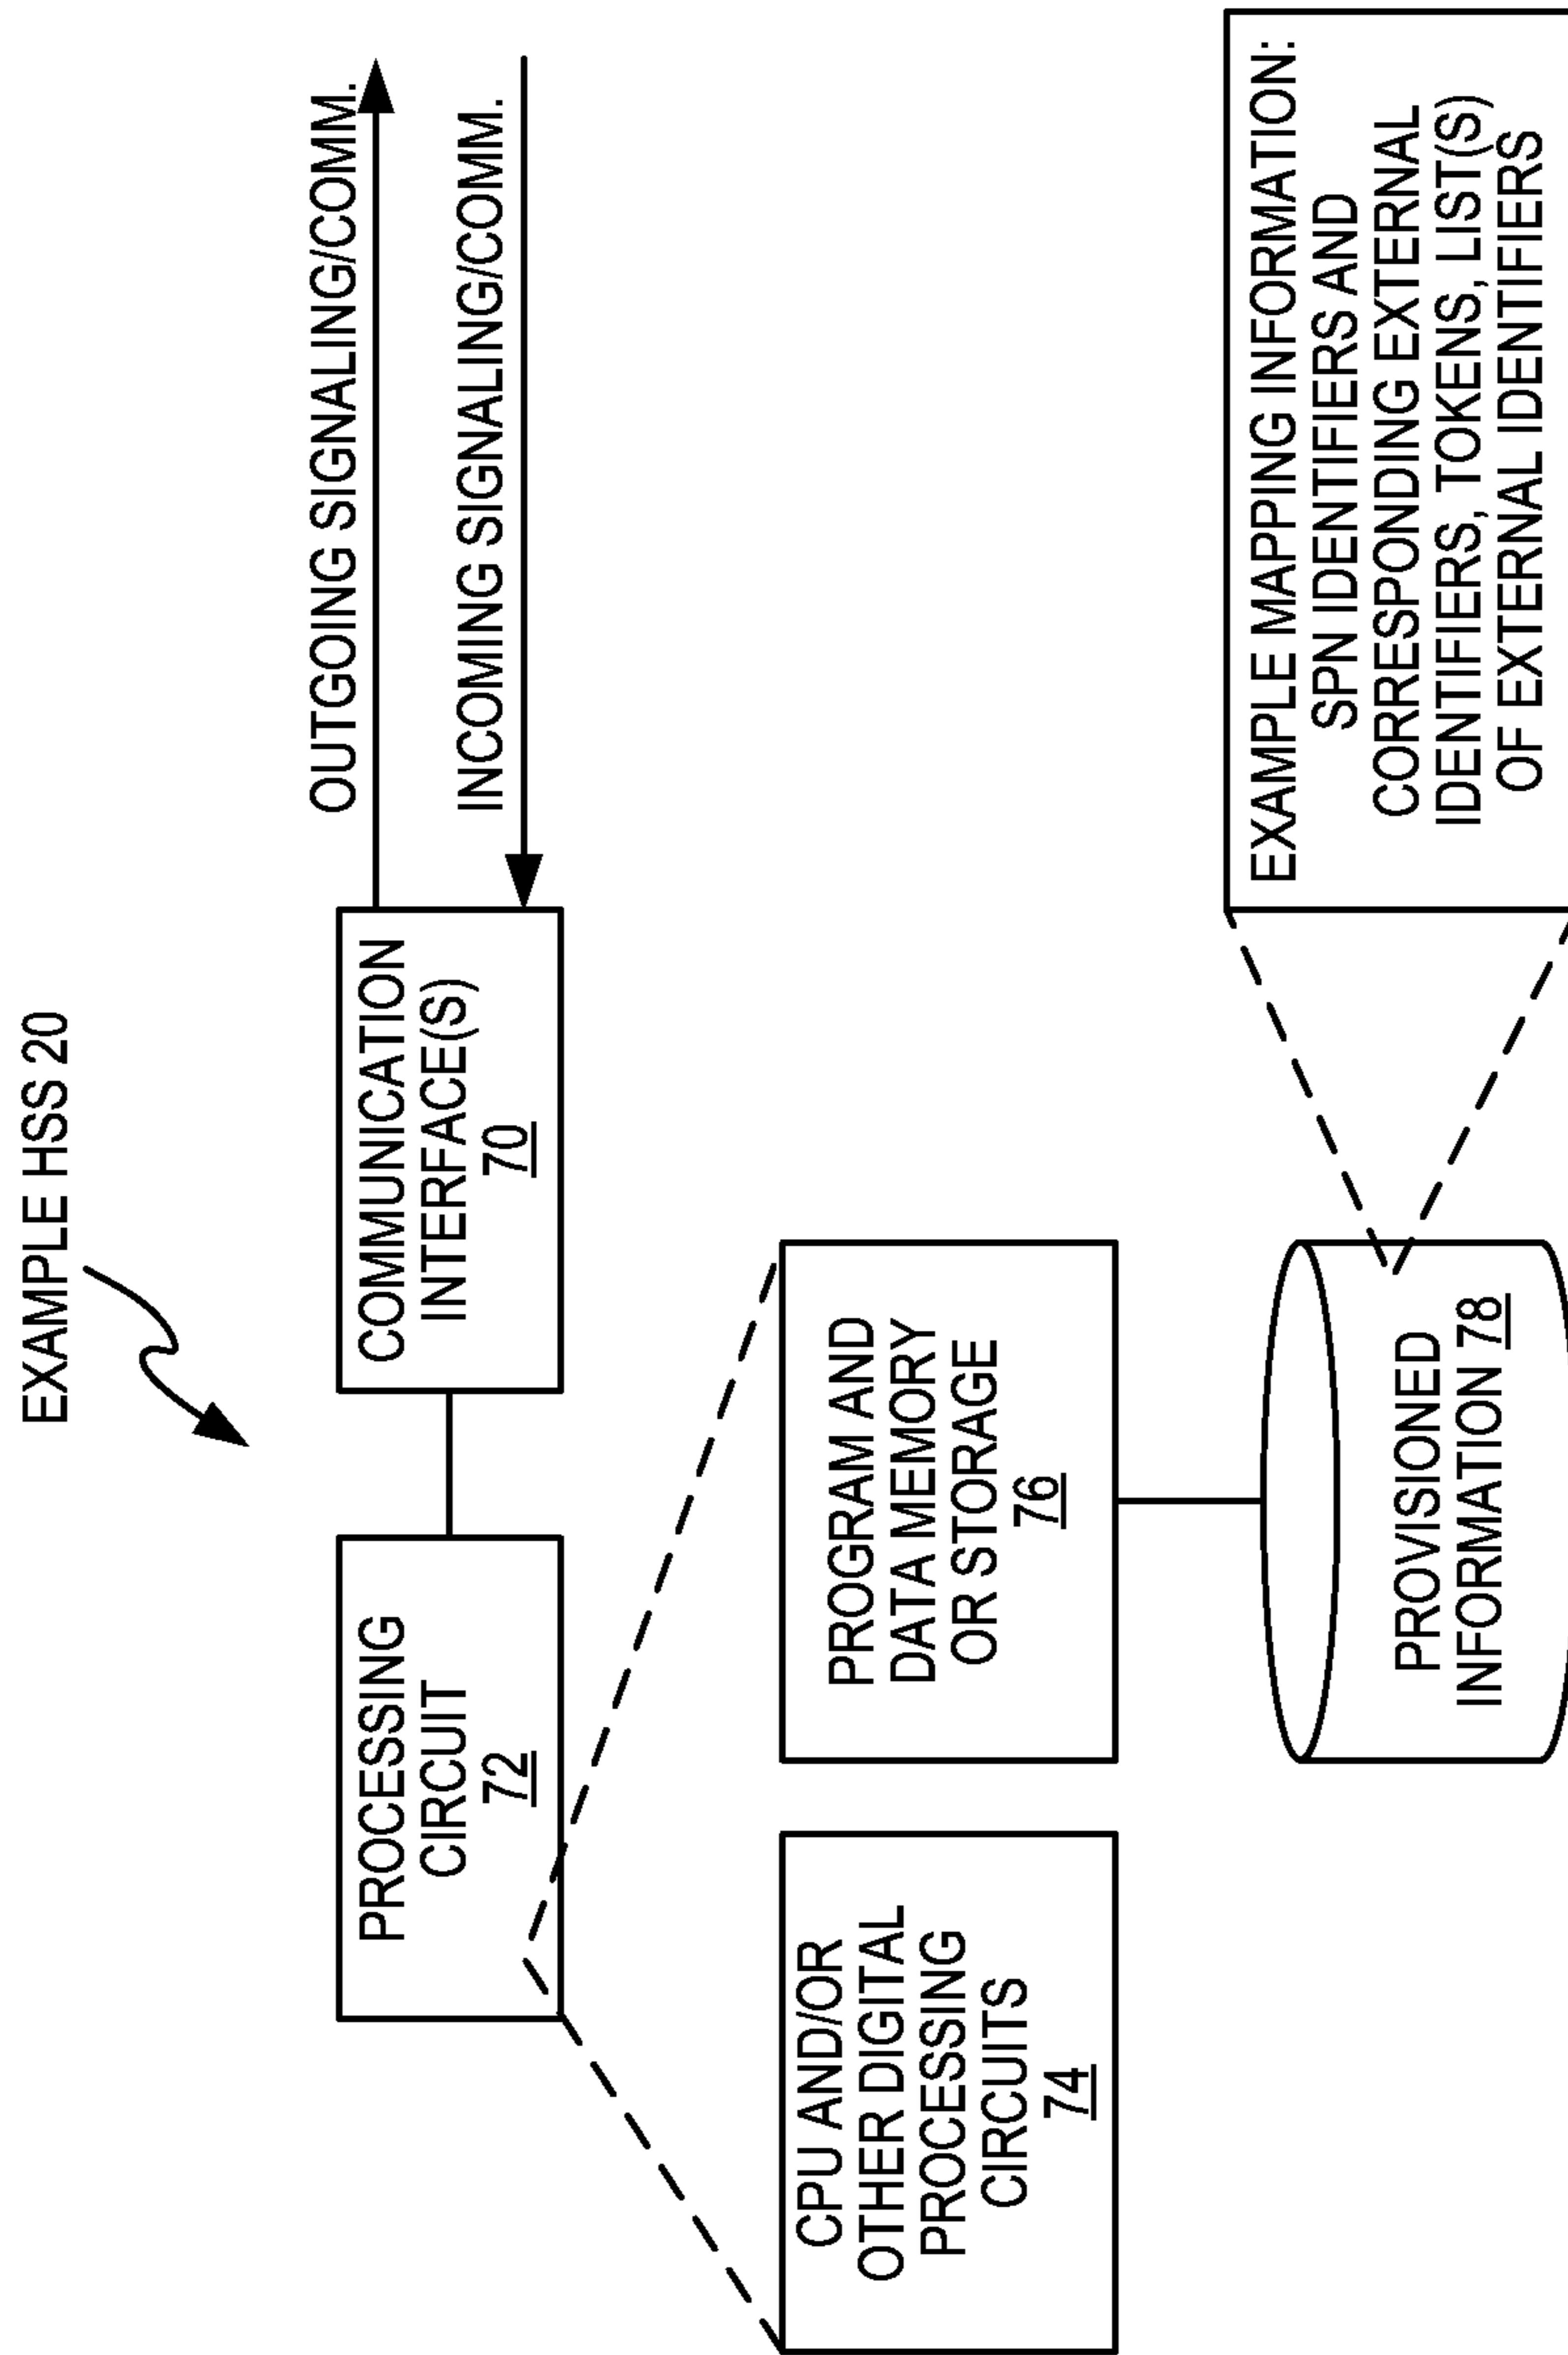 EXAMPLE HSS 20
PROCESSING
CIRCUIT
72
COMMUNICATION
INTERFACE(S)
70
OUTGOING SIGNALING/COMM.
INCOMING SIGNALING/COMM.
CPU AND/OR
OTHER DIGITAL
PROCESSING
CIRCUITS
74
PROGRAM AND
DATA MEMORY
OR STORAGE
76
PROVISIONED
INFORMATION 78
EXAMPLE MAPPING INFORMATION:
SPN IDENTIFIERS AND
CORRESPONDING EXTERNAL
IDENTIFIERS, TOKENS, LIST(S)
OF EXTERNAL IDENTIFIERS